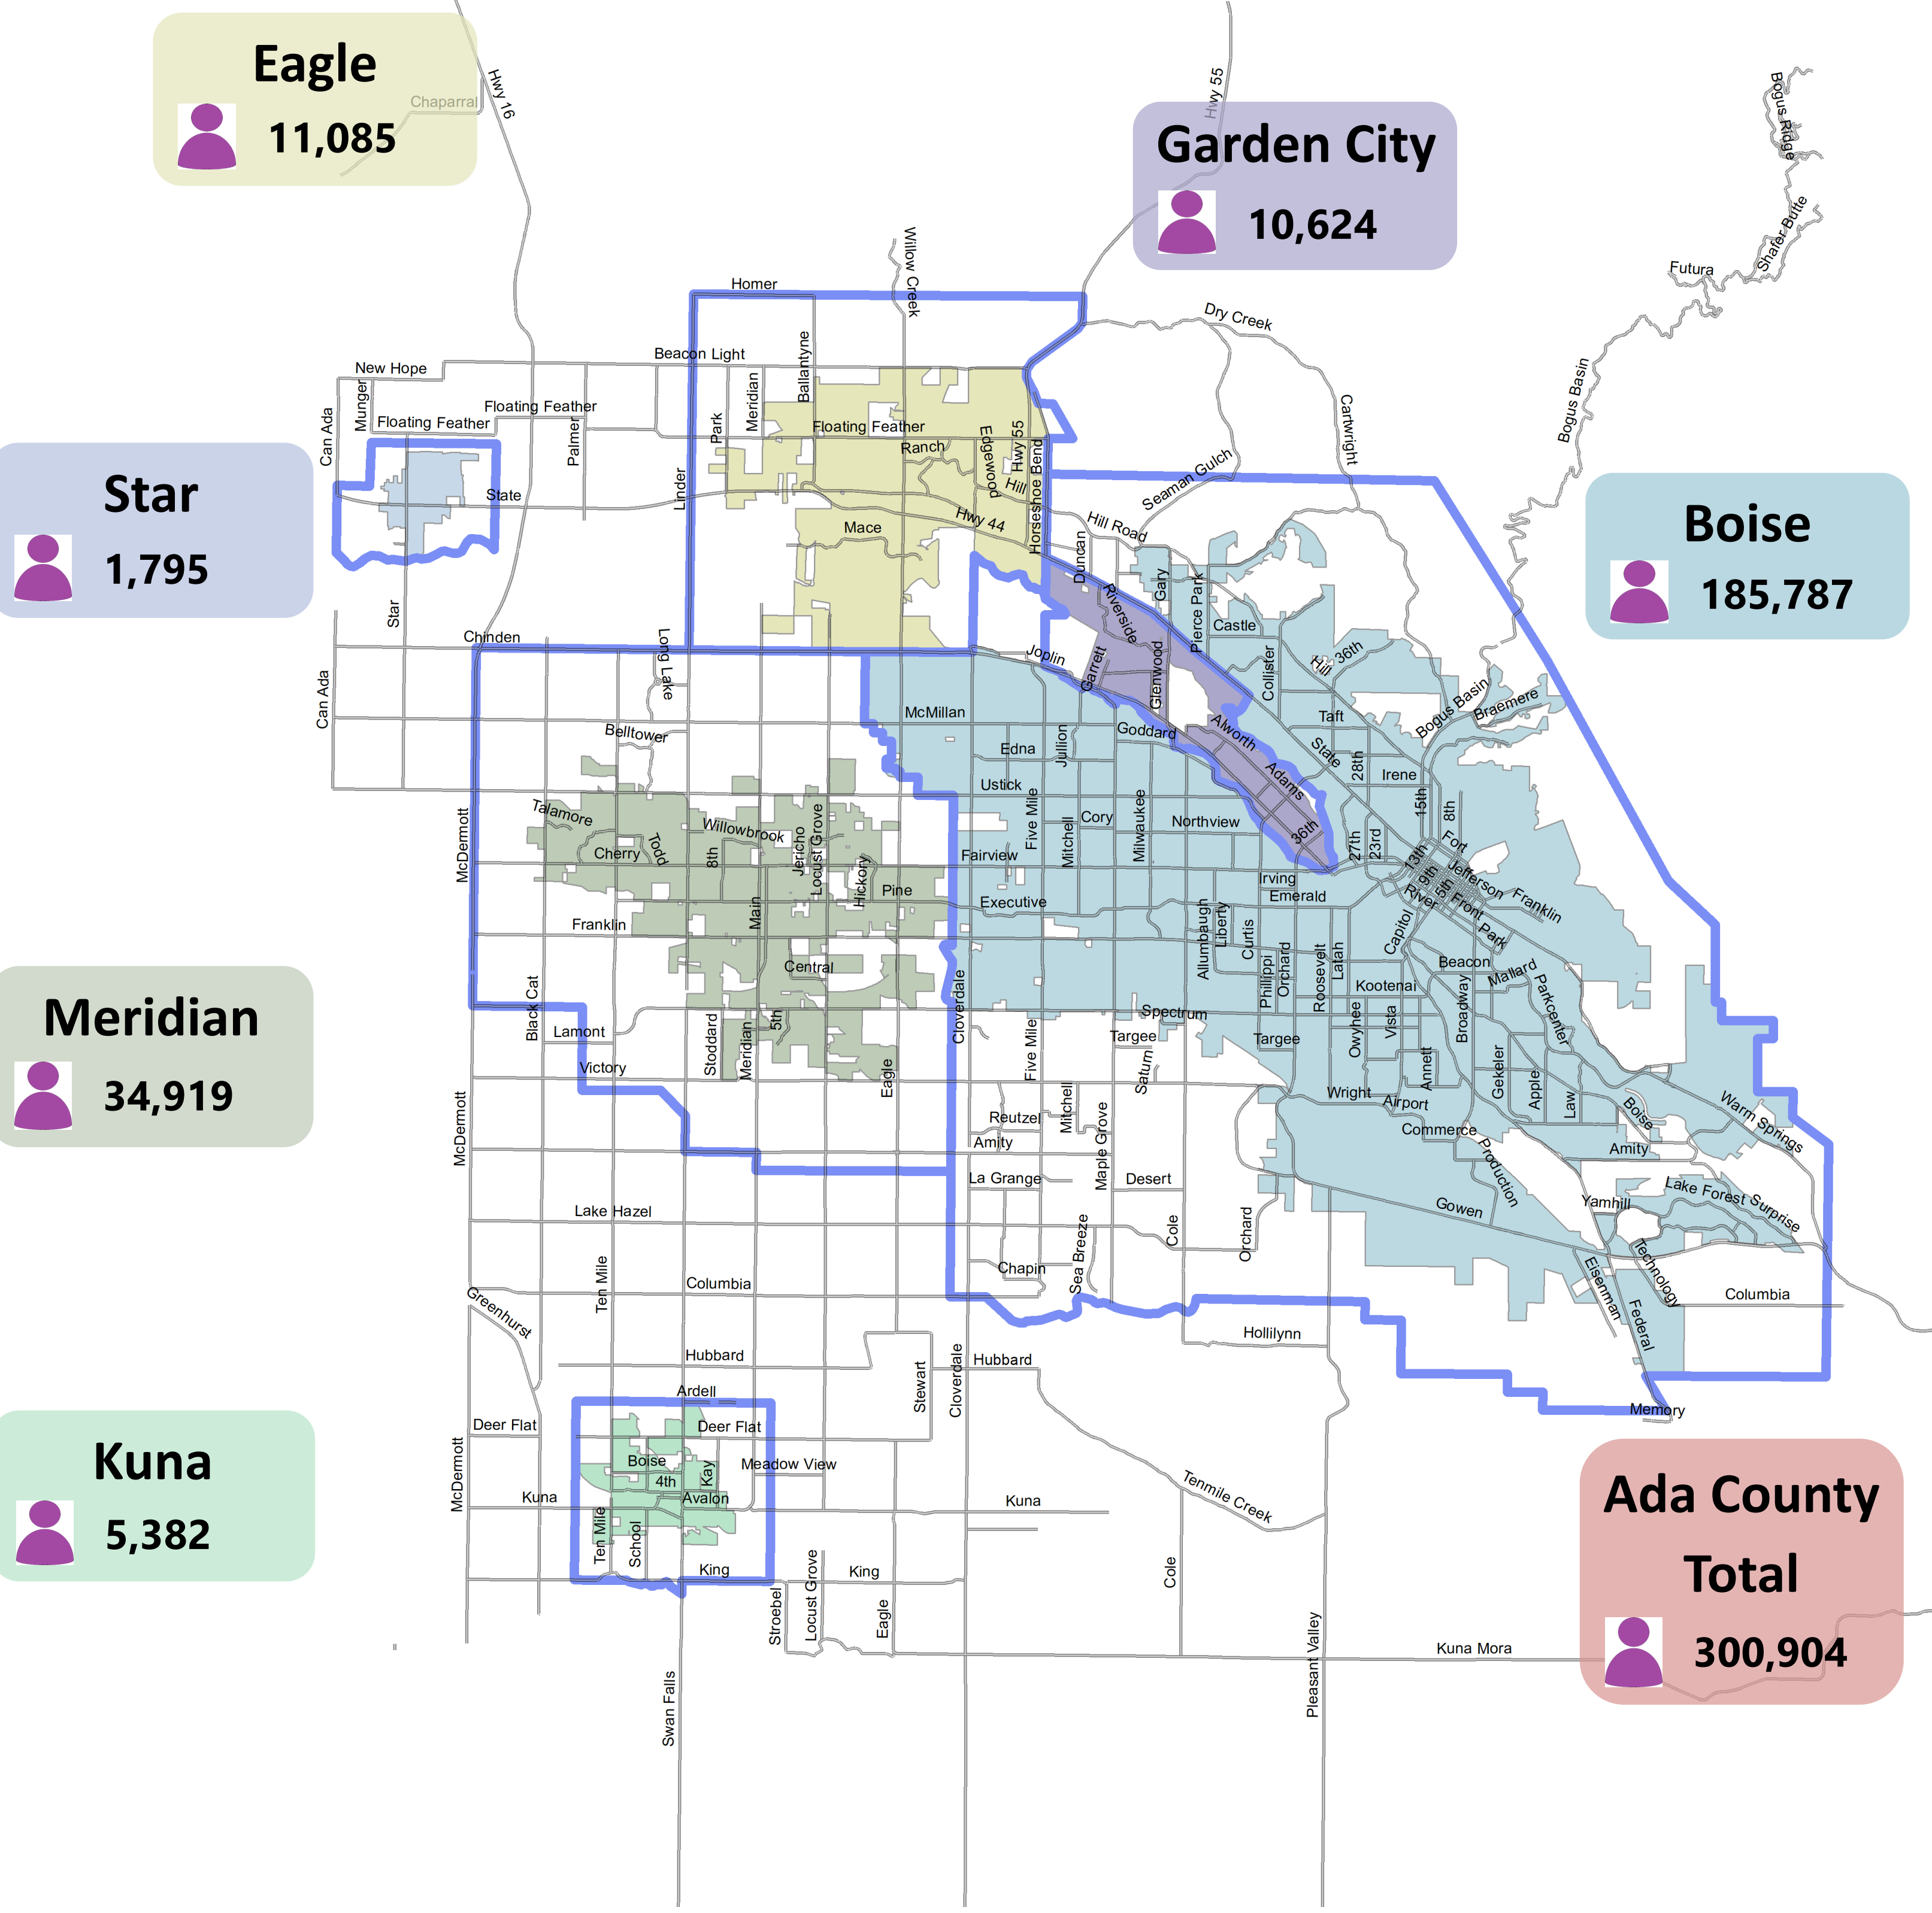 Eagle
11,085
Chaparral
Hwy 16
Hwy 55
Garden City
10,624
Bogus Ridge
Shafer Butte
Futura
Bogus Basin
Willow Creek
Homer
Dry Creek
Beacon Light
New Hope
Ballantyne
Meridian
Munger
Can Ada
Floating Feather
Floating Feather
Palmer
Park
Floating Feather
Ranch
Edgewood
Hwy 55
Horseshoe Bend
Cartwright
Seaman Gulch
Star
1,795
State
Linder
Hill
Hwy 44
Mace
Hill Road
Duncan
Boise
185,787
Gary
Riverside
Pierce Park
Castle
Star
Chinden
Long Lake
Joplin
Garrett
Glenwood
Collister
Hill
36th
Can Ada
McMillan
Belltower
Edna
Jullion
Goddard
Alworth
Taft
Bogus Basin
Braemere
State
28th
Irene
Adams
Ustick
Talamore
McDermott
Willowbrook
Todd
Cherry
8th
Jericho
Locust Grove
Hickory
Five Mile
Mitchell
Cory
Milwaukee
Northview
36th
27th
23rd
15th
8th
Fort
13th
9th
5th
Jefferson
Franklin
River
Front
Park
Fairview
Pine
Irving
Emerald
Executive
Main
Franklin
Central
Allumbaugh
Liberty
Curtis
Phillippi
Orchard
Roosevelt
Latah
Capitol
Beacon
Mallard
Parkcenter
Kootenai
Meridian
34,919
Black Cat
Lamont
Stoddard
Meridian
5th
Cloverdale
Five Mile
Spectrum
Targee
Saturn
Targee
Owyhee
Vista
Broadway
Annett
Gekeler
Apple
Law
Boise
Warm Springs
Victory
Eagle
Wright
Airport
Commerce
Production
Amity
McDermott
Reutzel
Mitchell
Amity
Maple Grove
La Grange
Desert
Lake Forest
Surprise
Yamhill
Gowen
Lake Hazel
Cole
Orchard
Sea Breeze
Technology
Eisenman
Federal
Columbia
Chapin
Ten Mile
Columbia
Greenhurst
Hollilynn
Hubbard
Hubbard
Stewart
Cloverdale
Ardell
Memory
Kuna
5,382
Deer Flat
Deer Flat
McDermott
Boise
4th
Kay
Meadow View
Avalon
Kuna
Kuna
Tenmile Creek
Ten Mile
School
King
King
Stroebel
Locust Grove
Eagle
Cole
Pleasant Valley
Kuna Mora
Swan Falls
Ada County
Total
300,904